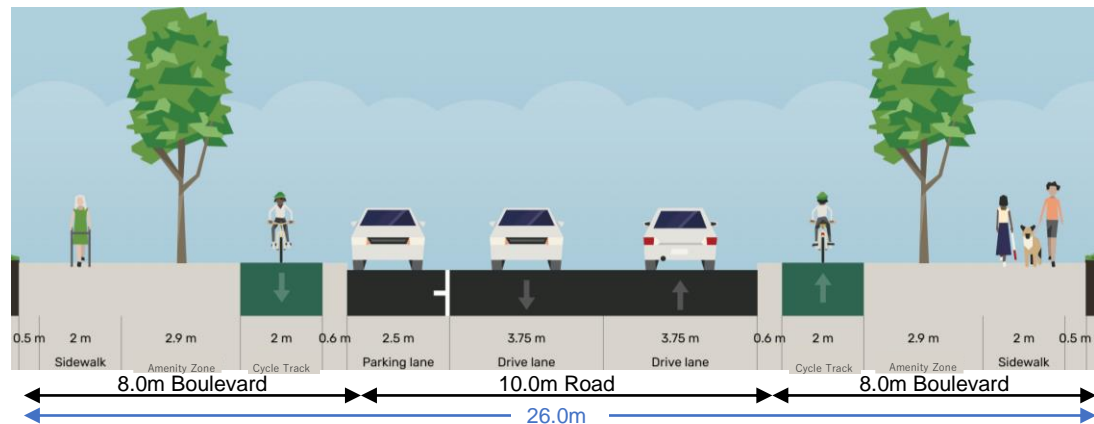 0.5 m 2 m 2.9 m 2 m 0.6 m 2.5 m 3.75 m 3.75 m 0.6 m 2 m 2.9 m 2 m 0.5 m
Sidewalk Amenity Zone Cycle Track Parking lane Drive lane Drive lane Cycle Track Amenity Zone Sidewalk
8.0m Boulevard 10.0m Road 8.0m Boulevard
26.0m